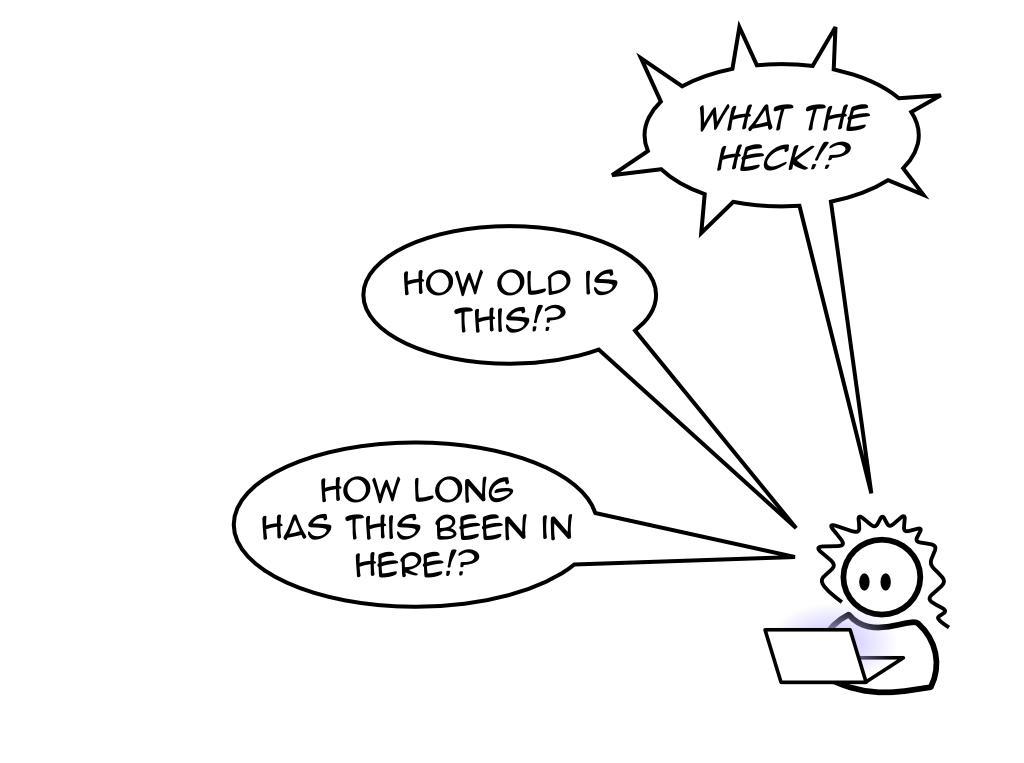 WHAT THE
HECK!?
HOW OLD IS
THIS!?
HOW LONG
HAS THIS BEEN IN
HERE!?